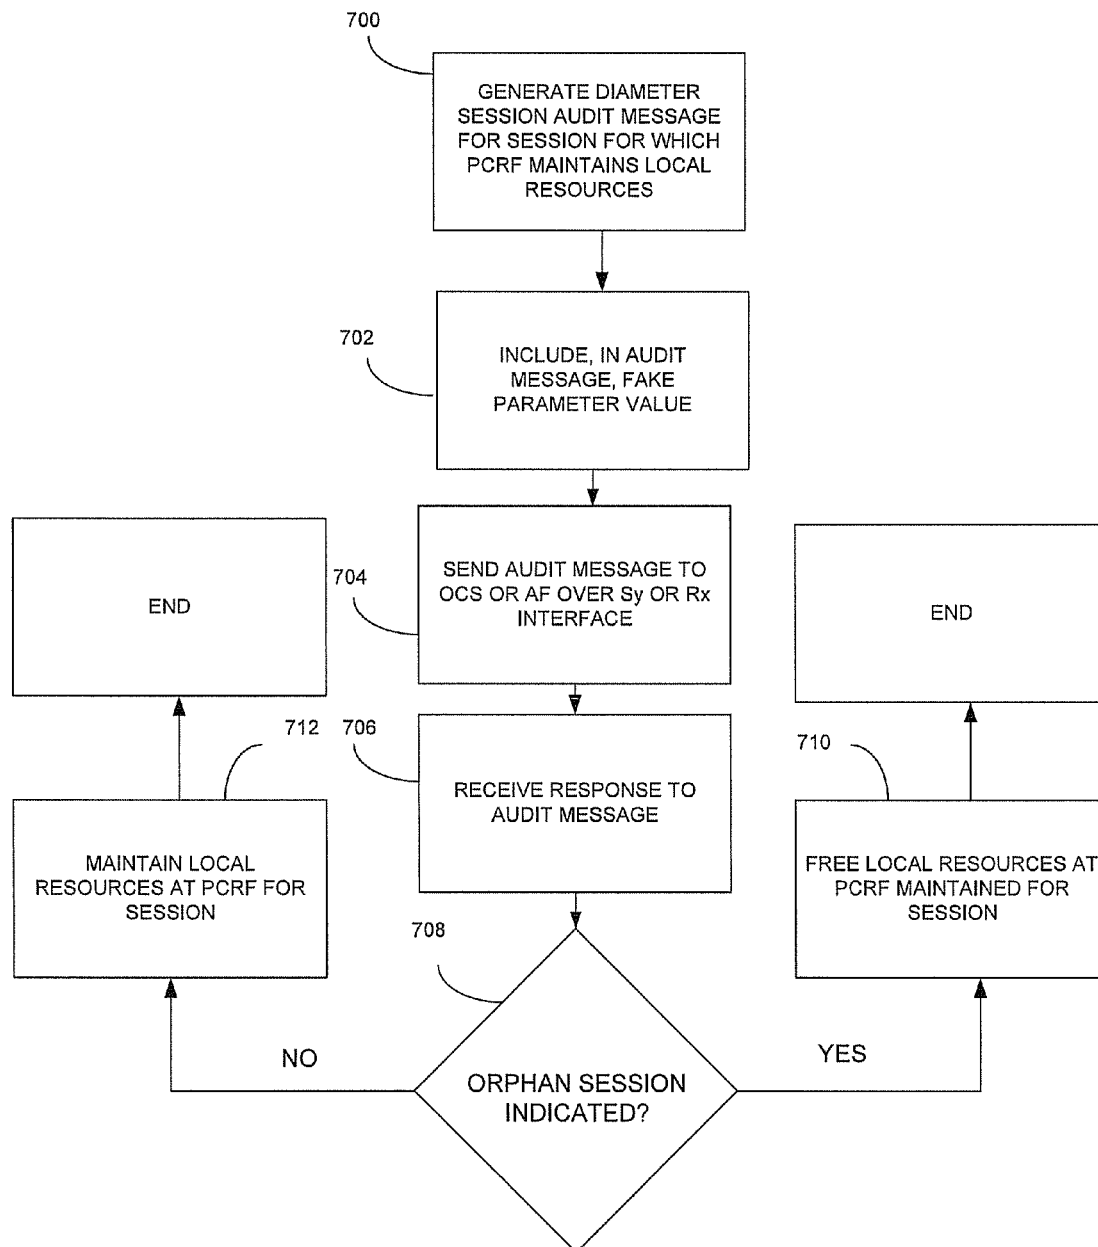 700
GENERATE DIAMETER
SESSION AUDIT MESSAGE
FOR SESSION FOR WHICH
PCRF MAINTAINS LOCAL
RESOURCES
702
INCLUDE, IN AUDIT
MESSAGE, FAKE
PARAMETER VALUE
704
SEND AUDIT MESSAGE TO
OCS OR AF OVER Sy OR Rx
INTERFACE
END
END
712
706
710
RECEIVE RESPONSE TO
AUDIT MESSAGE
MAINTAIN LOCAL
RESOURCES AT PCRF FOR
SESSION
FREE LOCAL RESOURCES AT
PCRF MAINTAINED FOR
SESSION
708
NO
YES
ORPHAN SESSION
INDICATED?